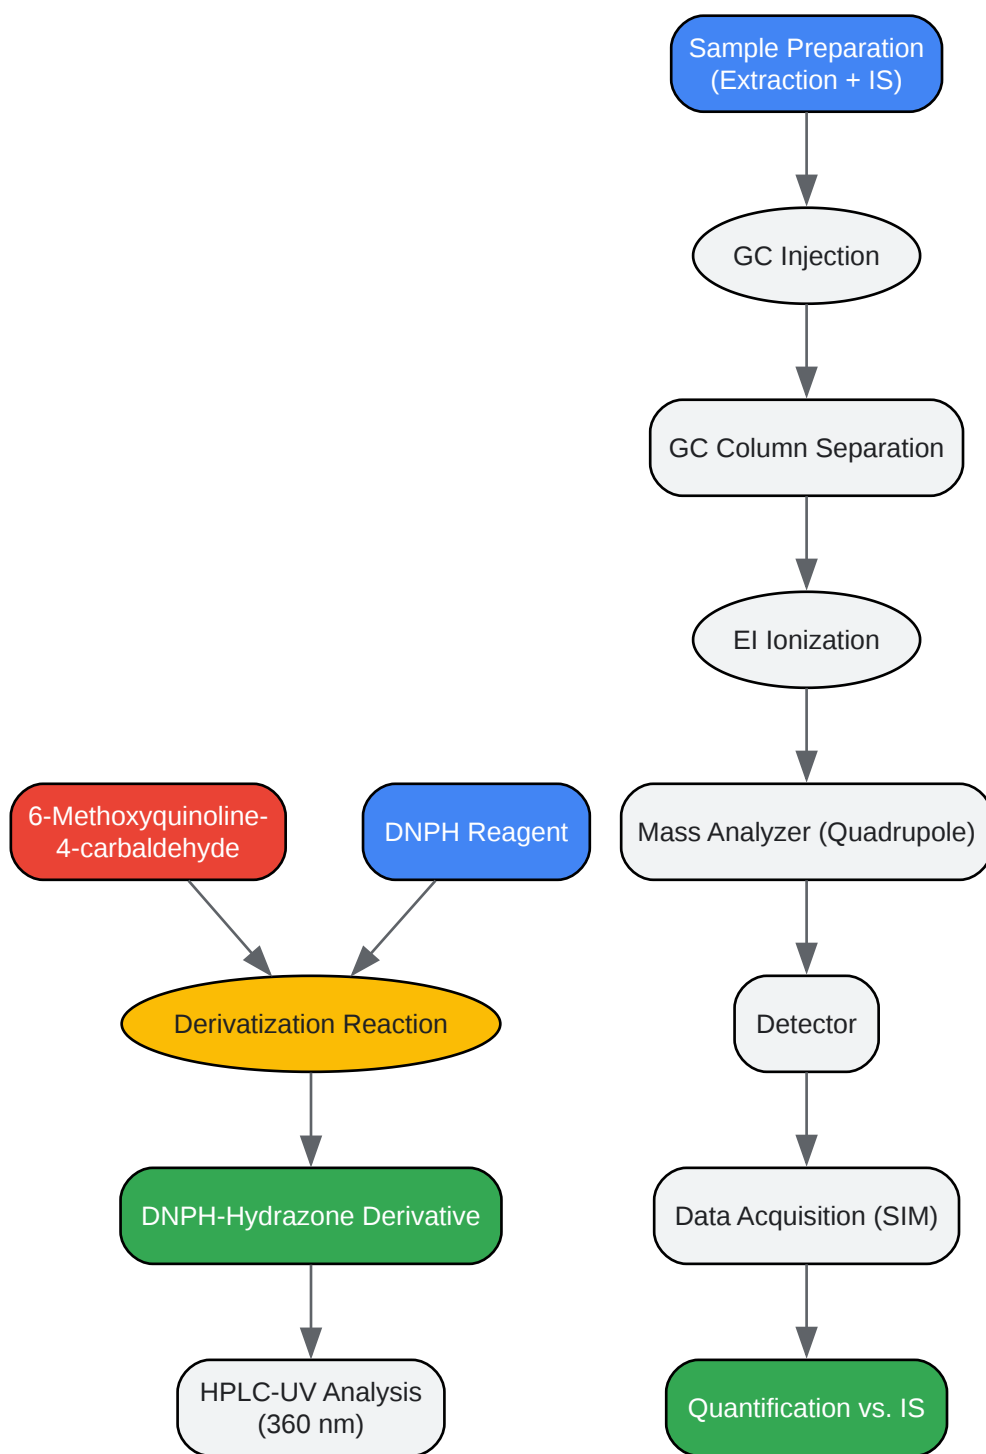 Sample Preparation
(Extraction + IS)
GC Injection
GC Column Separation
EI Ionization
6-Methoxyquinoline-
4-carbaldehyde
DNPH Reagent
Mass Analyzer (Quadrupole)
Derivatization Reaction
Detector
DNPH-Hydrazone Derivative
Data Acquisition (SIM)
HPLC-UV Analysis
(360 nm)
Quantification vs. IS